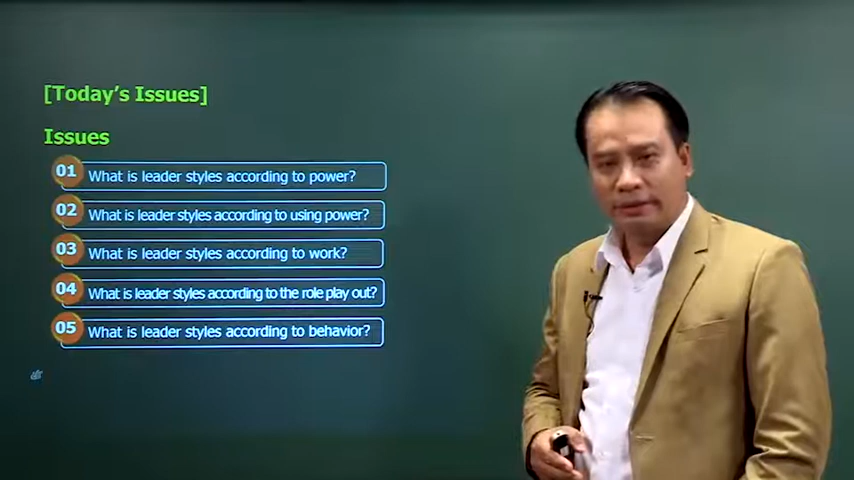 [Today's Issues]
Issues
01 What is leader styles according to power?
02 What is leader styles according to using power?
03 What is leader styles according to work?
04 What is leader styles according to the role play out?
05 What is leader styles according to behavior?